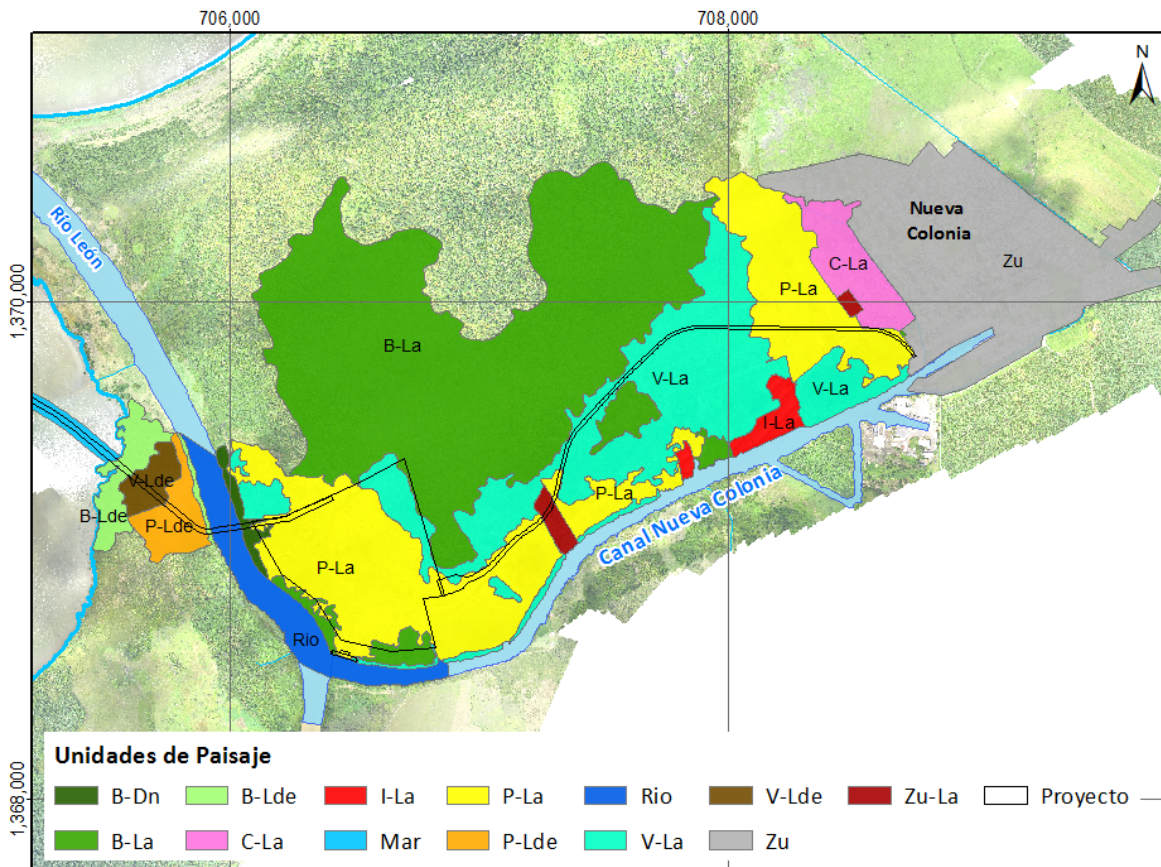 706,000
708,000
N
Río León
Nueva
Colonia
Zu
C-La
P-La
1,370,000
B-La
V-La
V-La
I-La
V-Lde
B-Lde
P-Lde
P-La
P-La
Canal Nueva Colonia
Rio
Unidades de Paisaje
B-Dn
B-Lde
I-La
P-La
Rio
V-Lde
Zu-La
Proyecto
B-La
C-La
Mar
P-Lde
V-La
Zu
1,368,000